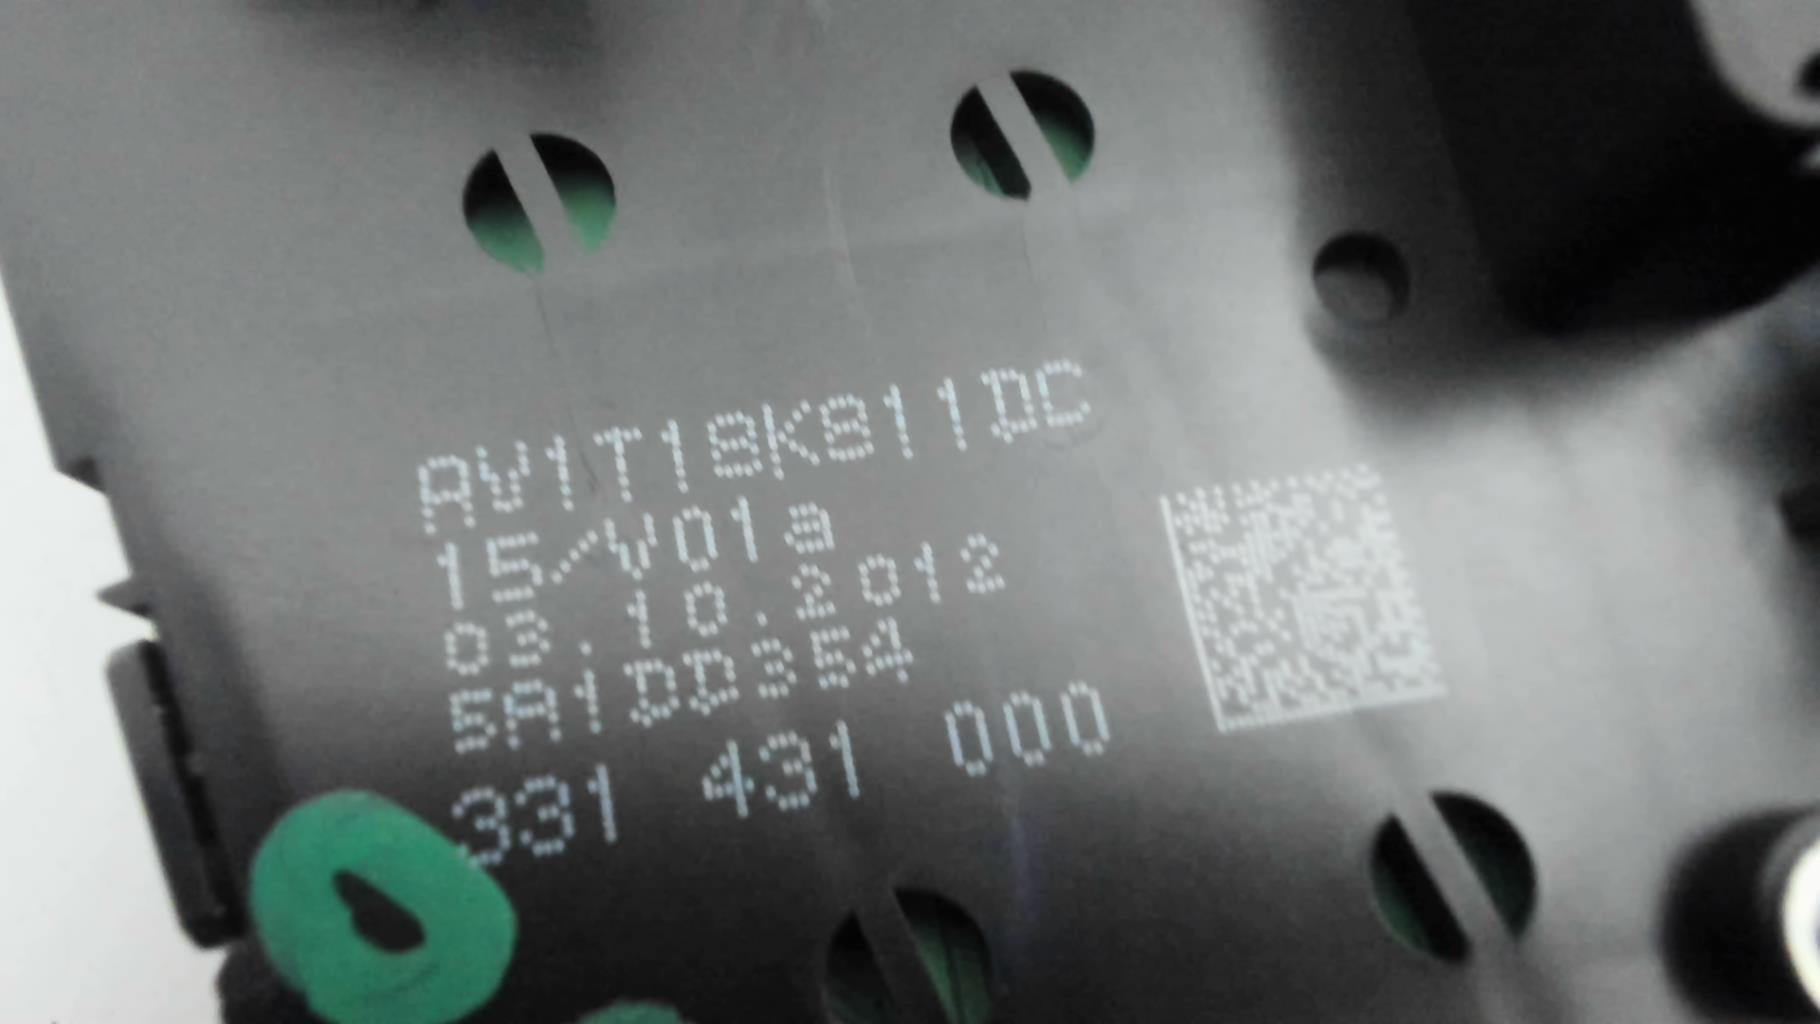 AV1T18K811DC
15/V01a
03.10.2012
5A1DD354
331 431 000